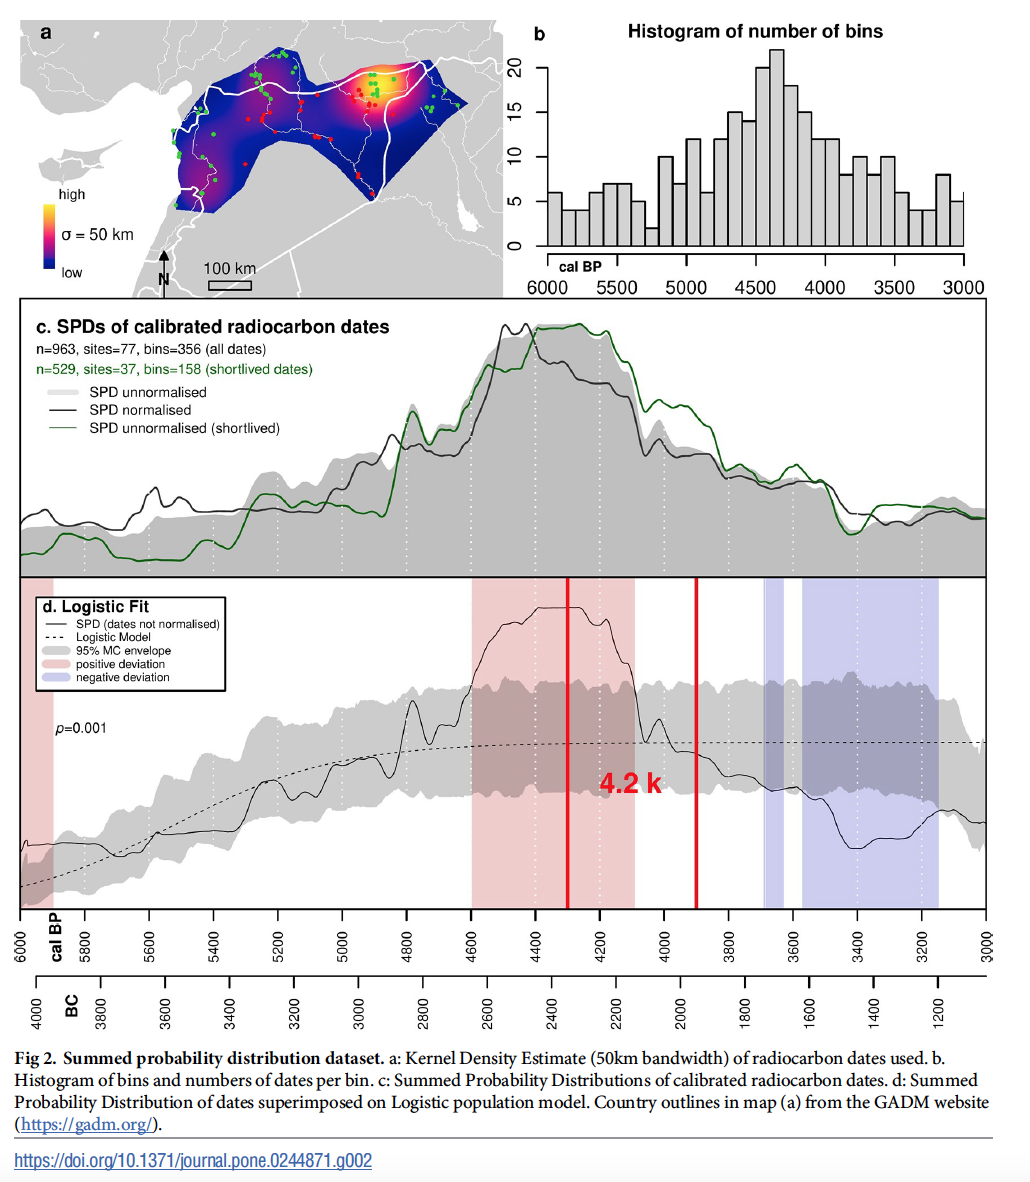 a
high
σ = 50 km
low
N
100 km
b
Histogram of number of bins
20
15
10
5
0
cal BP
6000 5500 5000 4500 4000 3500 3000
c. SPDs of calibrated radiocarbon dates
n=963, sites=77, bins=356 (all dates)
n=529, sites=37, bins=158 (shortlived dates)
SPD unnormalised
SPD normalised
SPD unnormalised (shortlived)
d. Logistic Fit
SPD (dates not normalised)
Logistic Model
95% MC envelope
positive deviation
negative deviation
p=0.001
4.2 k
6000 cal BP 5800 5600 5400 5200 5000 4800 4600 4400 4200 4000 3800 3600 3400 3200 3000
4000 BC 3800 3600 3400 3200 3000 2800 2600 2400 2200 2000 1800 1600 1400 1200
Fig 2. Summed probability distribution dataset. a: Kernel Density Estimate (50km bandwidth) of radiocarbon dates used. b.
Histogram of bins and numbers of dates per bin. c: Summed Probability Distributions of calibrated radiocarbon dates. d: Summed
Probability Distribution of dates superimposed on Logistic population model. Country outlines in map (a) from the GADM website
(https://gadm.org/).
https://doi.org/10.1371/journal.pone.0244871.g002